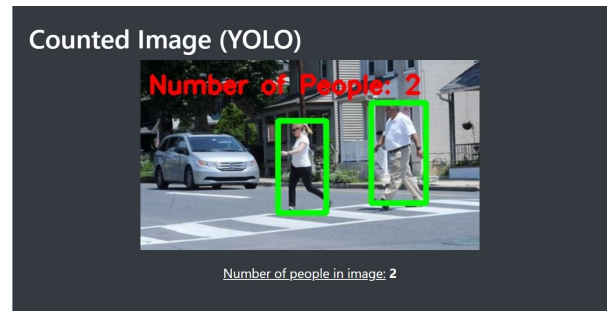 Counted Image (YOLO)
Number of People: 2
Number of people in image: 2